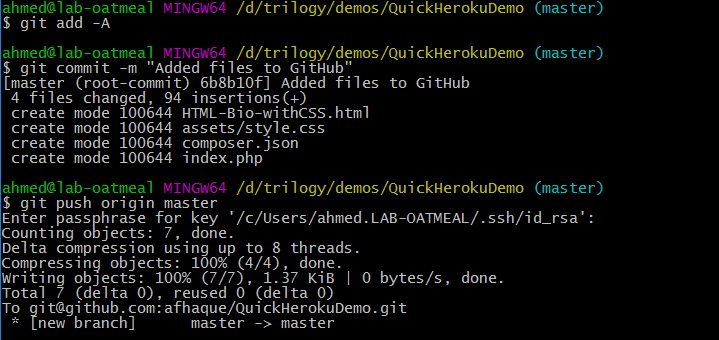 ahmed@lab-oatmeal MINGW64 /d/trilogy/demos/QuickHerokuDemo (master)
$ git add -A
ahmed@lab-oatmeal MINGW64 /d/trilogy/demos/QuickHerokuDemo (master)
$ git commit -m "Added files to GitHub"
[master (root-commit) 6b8b10f] Added files to GitHub
 4 files changed, 94 insertions(+)
 create mode 100644 HTML-Bio-withCSS.html
 create mode 100644 assets/style.css
 create mode 100644 composer.json
 create mode 100644 index.php
ahmed@lab-oatmeal MINGW64 /d/trilogy/demos/QuickHerokuDemo (master)
$ git push origin master
Enter passphrase for key '/c/Users/ahmed.LAB-OATMEAL/.ssh/id_rsa':
Counting objects: 7, done.
Delta compression using up to 8 threads.
Compressing objects: 100% (4/4), done.
Writing objects: 100% (7/7), 1.37 KiB | 0 bytes/s, done.
Total 7 (delta 0), reused 0 (delta 0)
To git@github.com:afhaque/QuickHerokuDemo.git
 * [new branch]      master -> master